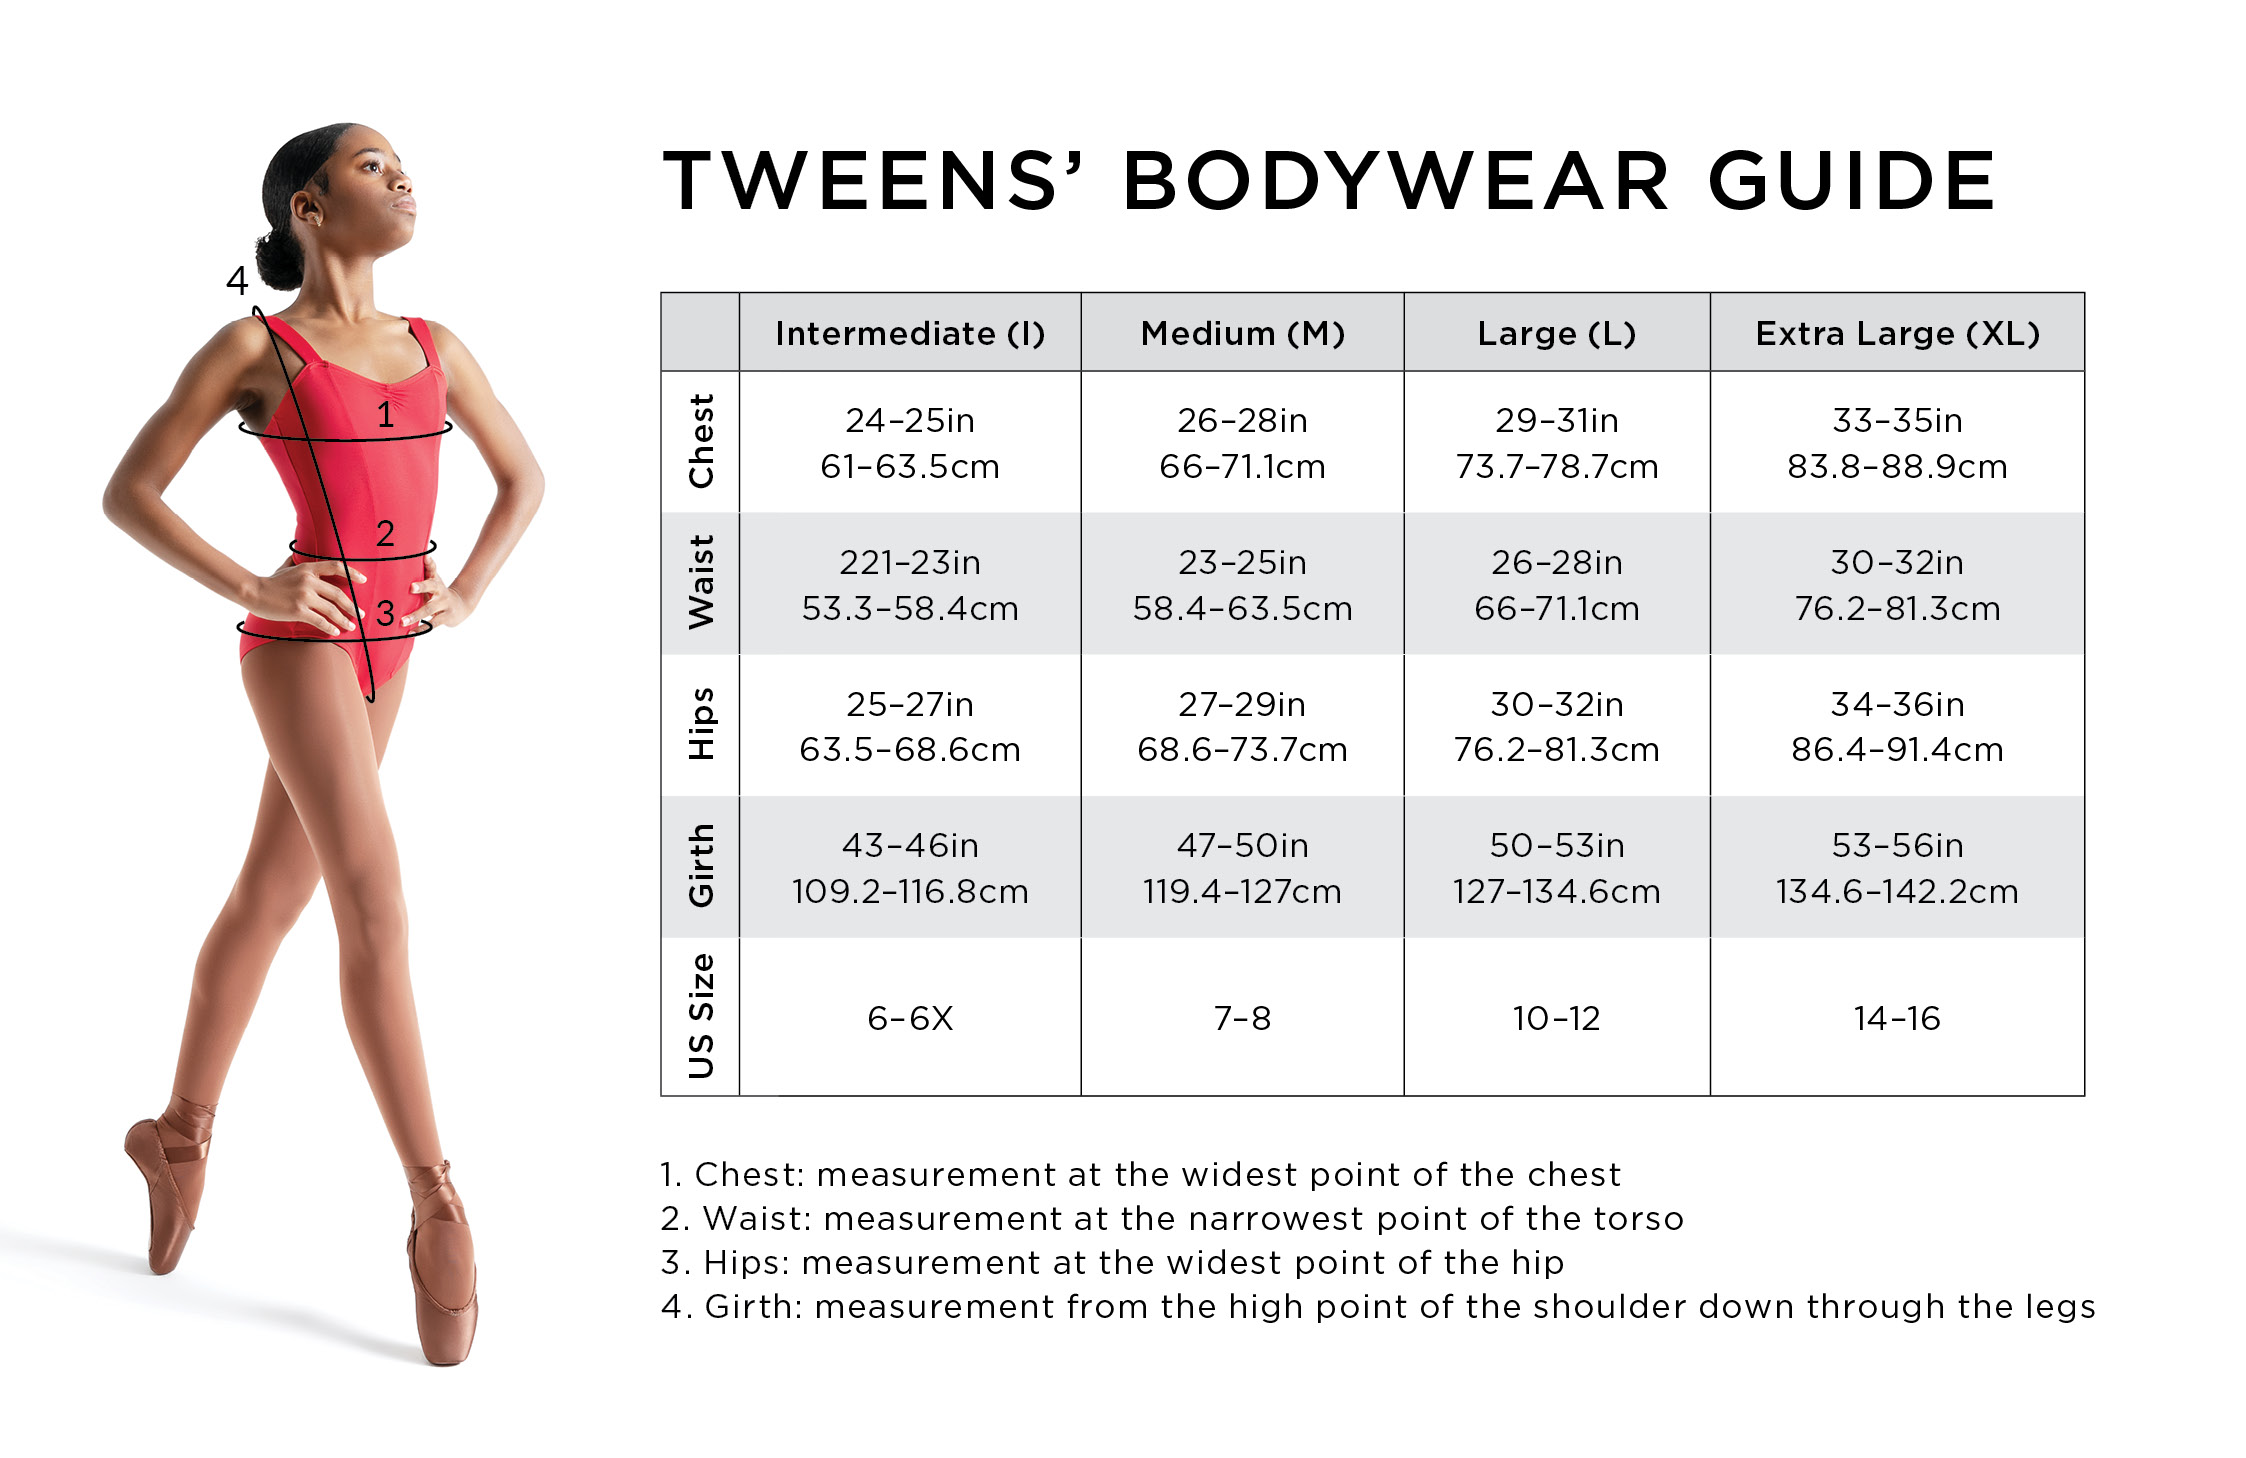 TWEENS’ BODYWEAR GUIDE
4
1
2
3
Intermediate (I) Medium (M) Large (L) Extra Large (XL)
Chest
24–25in 26–28in 29–31in 33–35in
61–63.5cm 66–71.1cm 73.7–78.7cm 83.8–88.9cm
Waist
221–23in 23–25in 26–28in 30–32in
53.3–58.4cm 58.4–63.5cm 66–71.1cm 76.2–81.3cm
Hips
25–27in 27–29in 30–32in 34–36in
63.5–68.6cm 68.6–73.7cm 76.2–81.3cm 86.4–91.4cm
Girth
43–46in 47–50in 50–53in 53–56in
109.2–116.8cm 119.4–127cm 127–134.6cm 134.6–142.2cm
US Size
6–6X 7–8 10–12 14–16
1. Chest: measurement at the widest point of the chest
2. Waist: measurement at the narrowest point of the torso
3. Hips: measurement at the widest point of the hip
4. Girth: measurement from the high point of the shoulder down through the legs